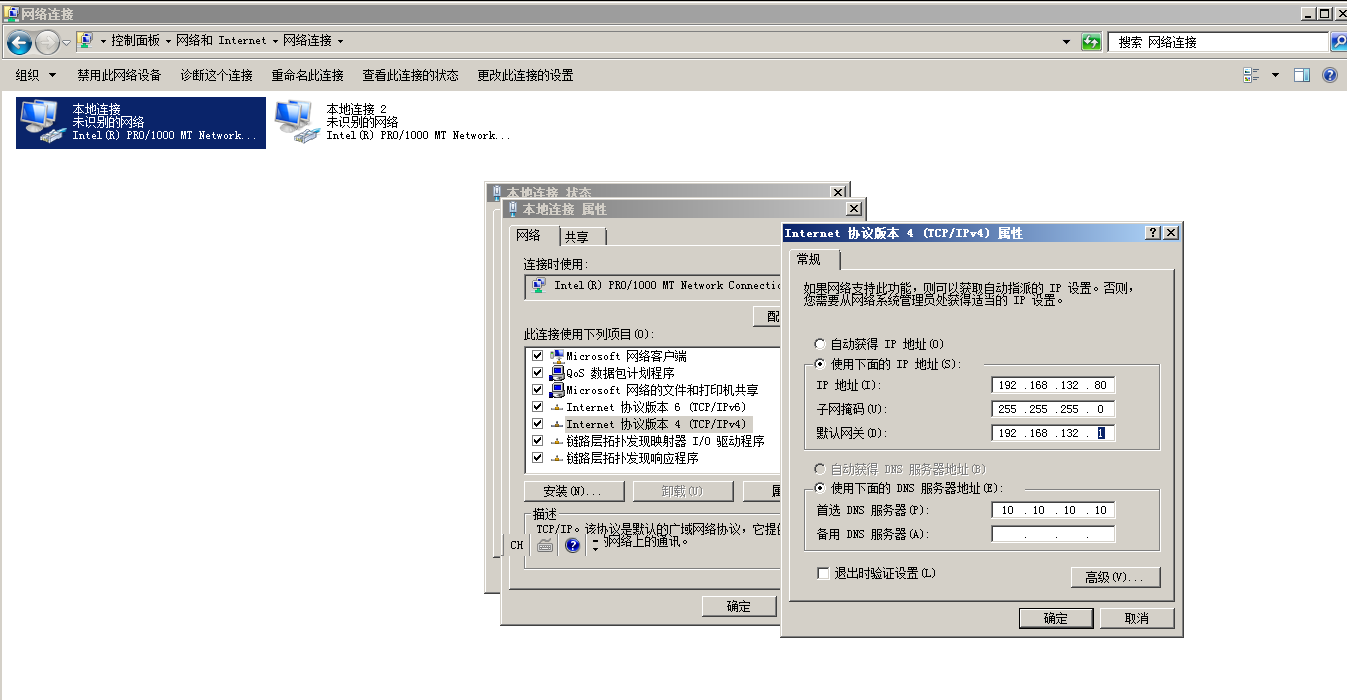 网络连接
控制面板 网络和 Internet 网络连接
搜索 网络连接
组织 禁用此网络设备 诊断这个连接 重命名此连接 查看此连接的状态 更改此连接的设置
本地连接
未识别的网络
Intel(R) PRO/1000 MT Network...
本地连接 2
未识别的网络
Intel(R) PRO/1000 MT Network...
本地连接 状态
本地连接 属性
网络 共享
连接时使用:
Intel(R) PRO/1000 MT Network Connectio
配
此连接使用下列项目(O):
Microsoft 网络客户端
QoS 数据包计划程序
Microsoft 网络的文件和打印机共享
Internet 协议版本 6 (TCP/IPv6)
Internet 协议版本 4 (TCP/IPv4)
链路层拓扑发现映射器 I/O 驱动程序
链路层拓扑发现响应程序
安装(N)... 卸载(U)
描述
TCP/IP。该协议是默认的广域网络协议，它提
网络上的通讯。
CH
确定
Internet 协议版本 4 (TCP/IPv4) 属性
常规
如果网络支持此功能，则可以获取自动指派的 IP 设置。否则，
您需要从网络系统管理员处获得适当的 IP 设置。
自动获得 IP 地址(O)
使用下面的 IP 地址(S):
IP 地址(I): 192 .168 .132 . 80
子网掩码(U): 255 .255 .255 . 0
默认网关(D): 192 .168 .132 . 1
自动获得 DNS 服务器地址(B)
使用下面的 DNS 服务器地址(E):
首选 DNS 服务器(P): 10 . 10 . 10 . 10
备用 DNS 服务器(A): . . .
退出时验证设置(L)
高级(V)...
确定 取消